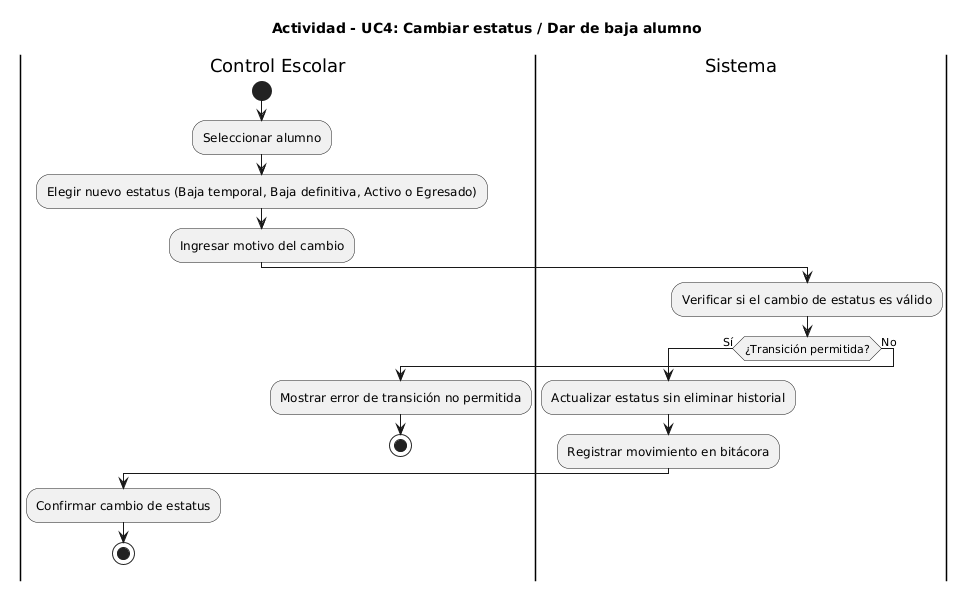 Actividad - UC4: Cambiar estatus / Dar de baja alumno
Control Escolar
Sistema
Seleccionar alumno
Elegir nuevo estatus (Baja temporal, Baja definitiva, Activo o Egresado)
Ingresar motivo del cambio
Verificar si el cambio de estatus es válido
Sí
¿Transición permitida?
No
Mostrar error de transición no permitida
Actualizar estatus sin eliminar historial
Registrar movimiento en bitácora
Confirmar cambio de estatus